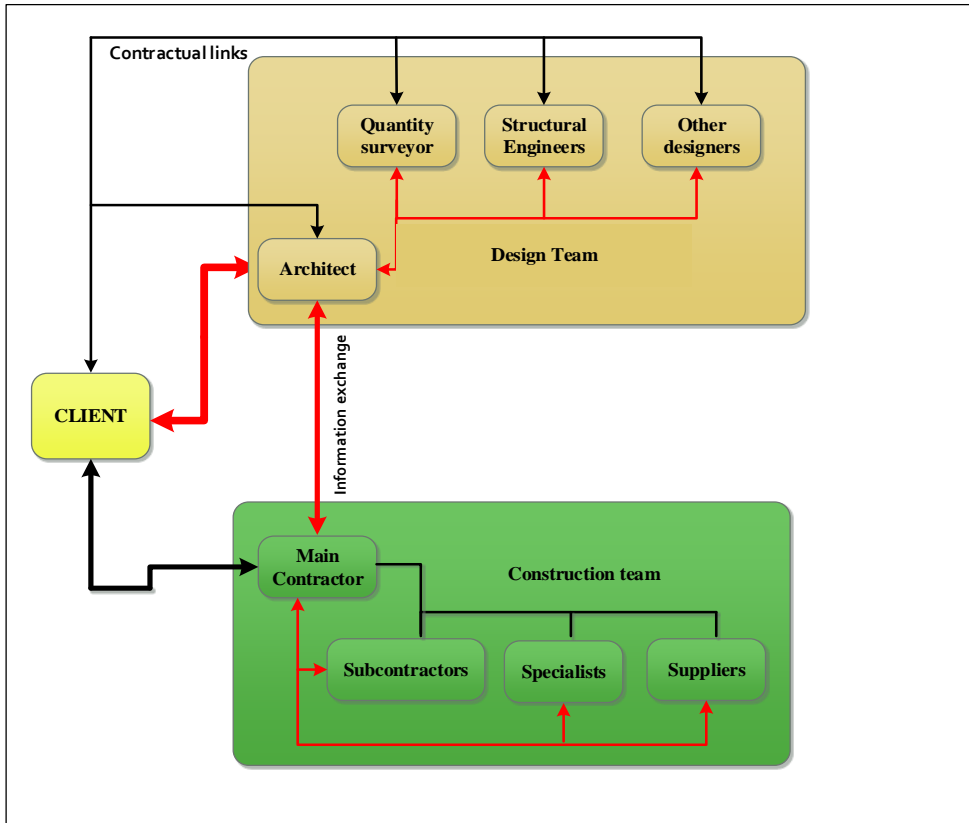 Contractual links
Quantity
surveyor
Structural
Engineers
Other
designers
Architect
Design Team
CLIENT
Information exchange
Main
Contractor
Construction team
Subcontractors
Specialists
Suppliers